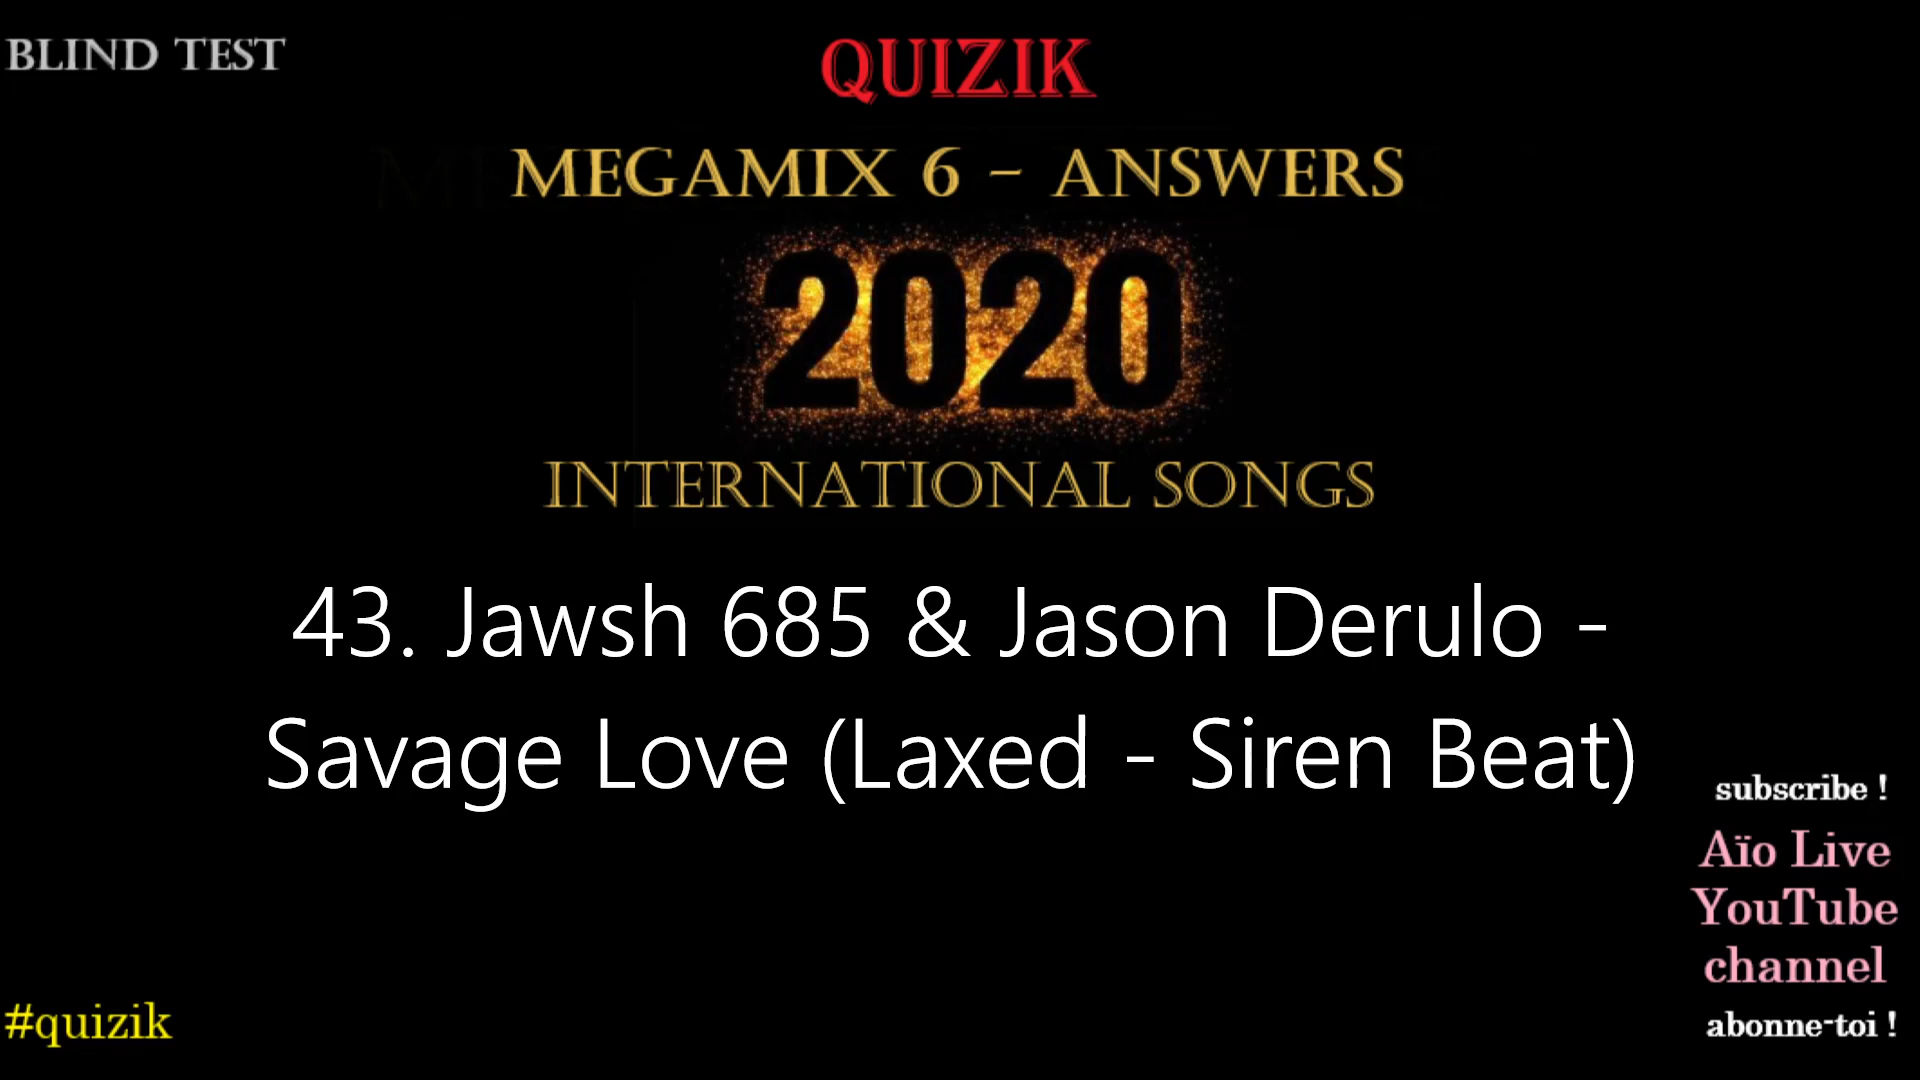 BLIND TEST
QUIZIK
MEGAMIX 6 - ANSWERS
2020
INTERNATIONAL SONGS
43. Jawsh 685 & Jason Derulo -
Savage Love (Laxed - Siren Beat)
subscribe !
Aïo Live
YouTube
channel
abonne-toi !
#quizik